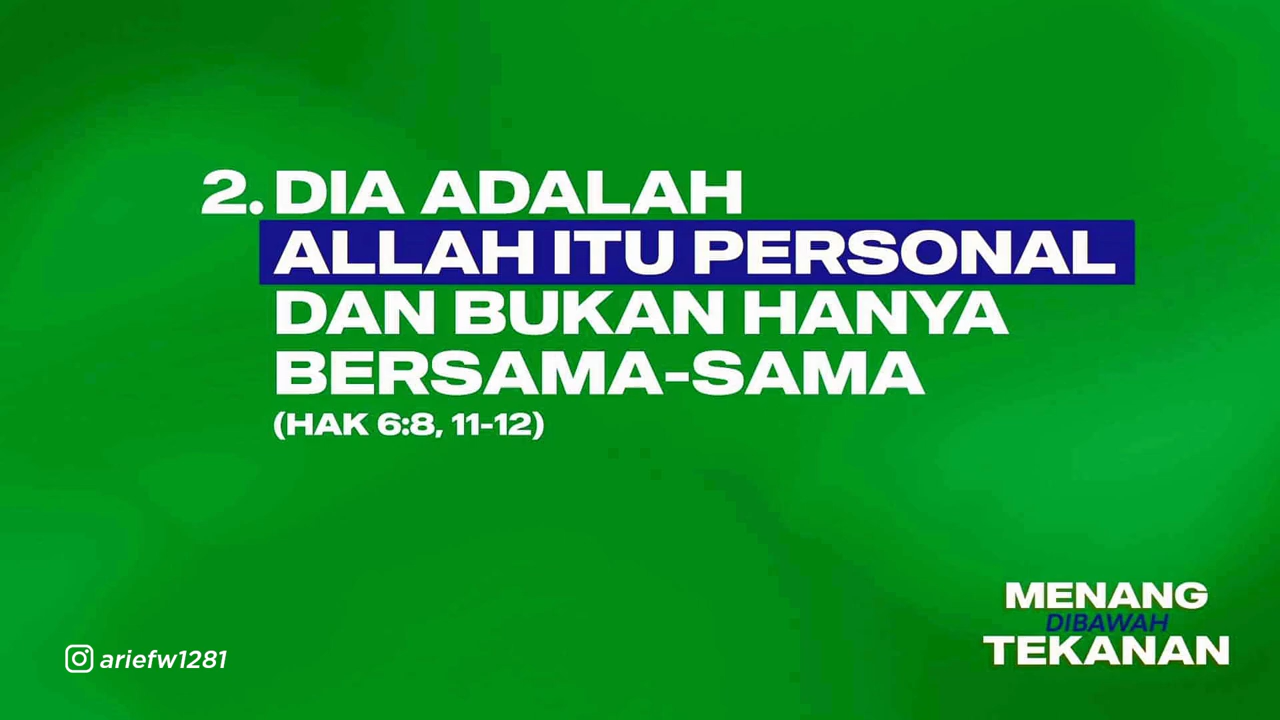 2. DIA ADALAH
ALLAH ITU PERSONAL
DAN BUKAN HANYA
BERSAMA-SAMA
(HAK 6:8, 11-12)
MENANG
DIBAWAH
TEKANAN
ariefw1281